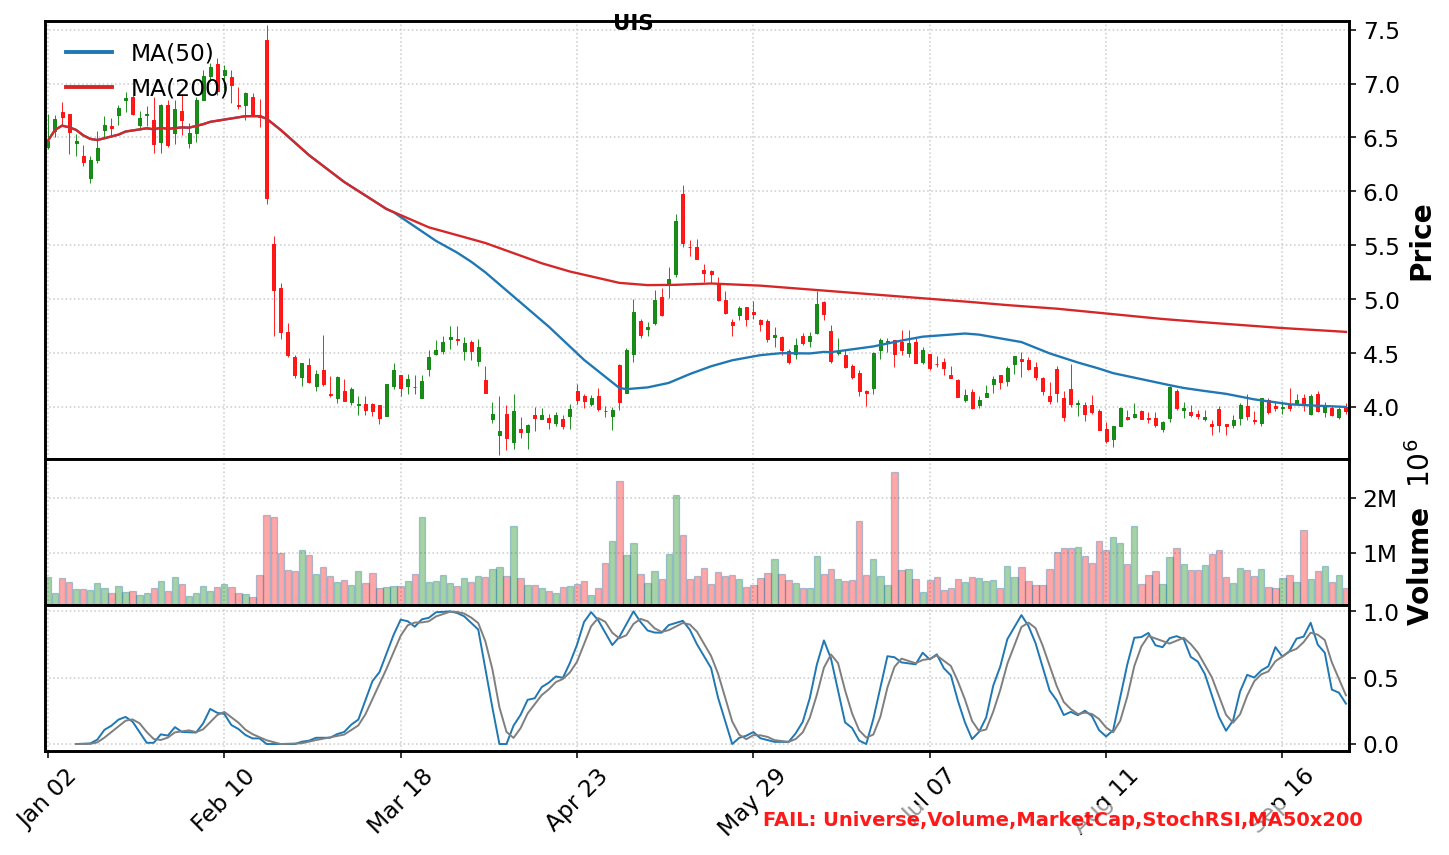 UIS
MA(50)
MA(200)
7.5
7.0
6.5
6.0
5.5
5.0
4.5
4.0
Price
2M
1M
Volume 10^6
1.0
0.5
0.0
Jan 02
Feb 10
Mar 18
Apr 23
May 29
Jul 07
Aug 11
Sep 16
FAIL: Universe,Volume,MarketCap,StochRSI,MA50x200